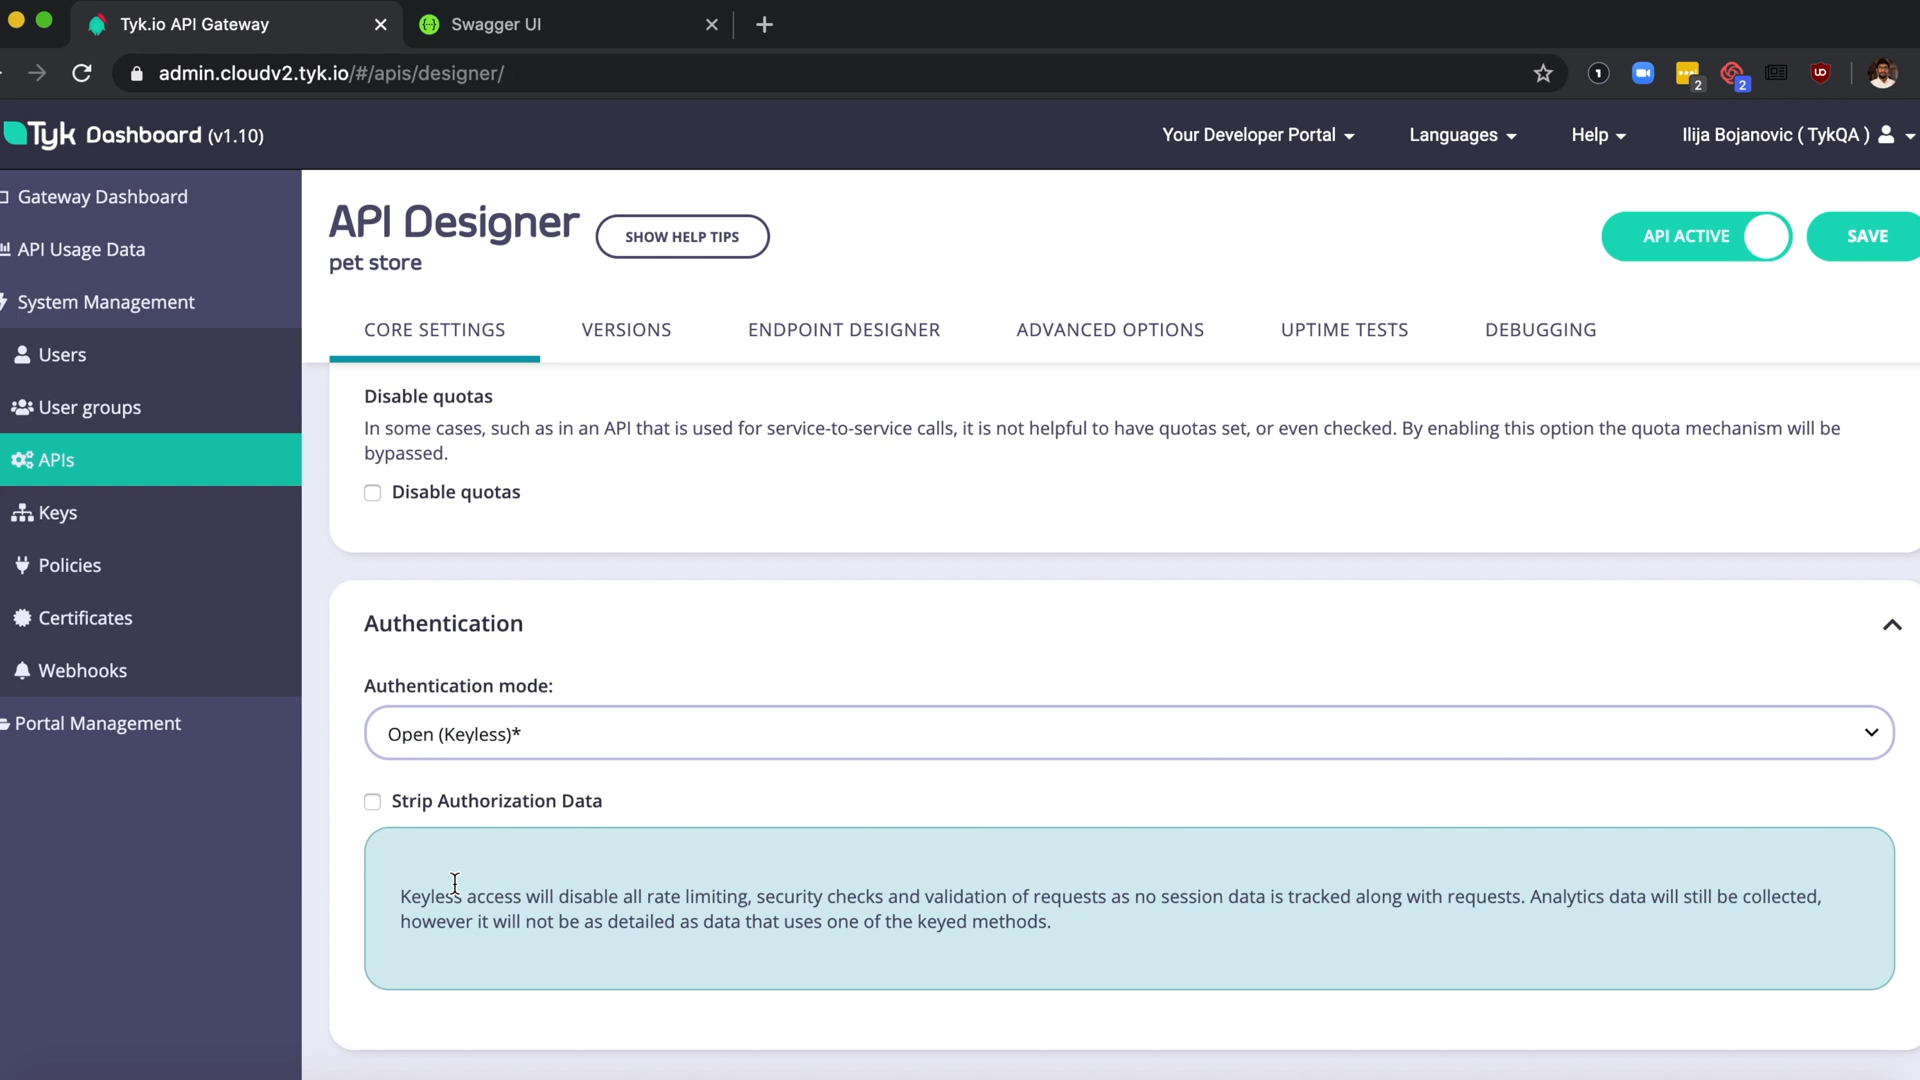 Tyk.io API Gateway
Swagger UI
admin.cloudv2.tyk.io/#/apis/designer/
1
2
2
Tyk Dashboard (v1.10)
Your Developer Portal
Languages
Help
Ilija Bojanovic ( TykQA )
Gateway Dashboard
API Usage Data
System Management
Users
User groups
APIs
Keys
Policies
Certificates
Webhooks
Portal Management
API Designer
SHOW HELP TIPS
pet store
API ACTIVE
SAVE
CORE SETTINGS
VERSIONS
ENDPOINT DESIGNER
ADVANCED OPTIONS
UPTIME TESTS
DEBUGGING
Disable quotas
In some cases, such as in an API that is used for service-to-service calls, it is not helpful to have quotas set, or even checked. By enabling this option the quota mechanism will be
bypassed.
Disable quotas
Authentication
Authentication mode:
Open (Keyless)*
Strip Authorization Data
Keyless access will disable all rate limiting, security checks and validation of requests as no session data is tracked along with requests. Analytics data will still be collected,
however it will not be as detailed as data that uses one of the keyed methods.